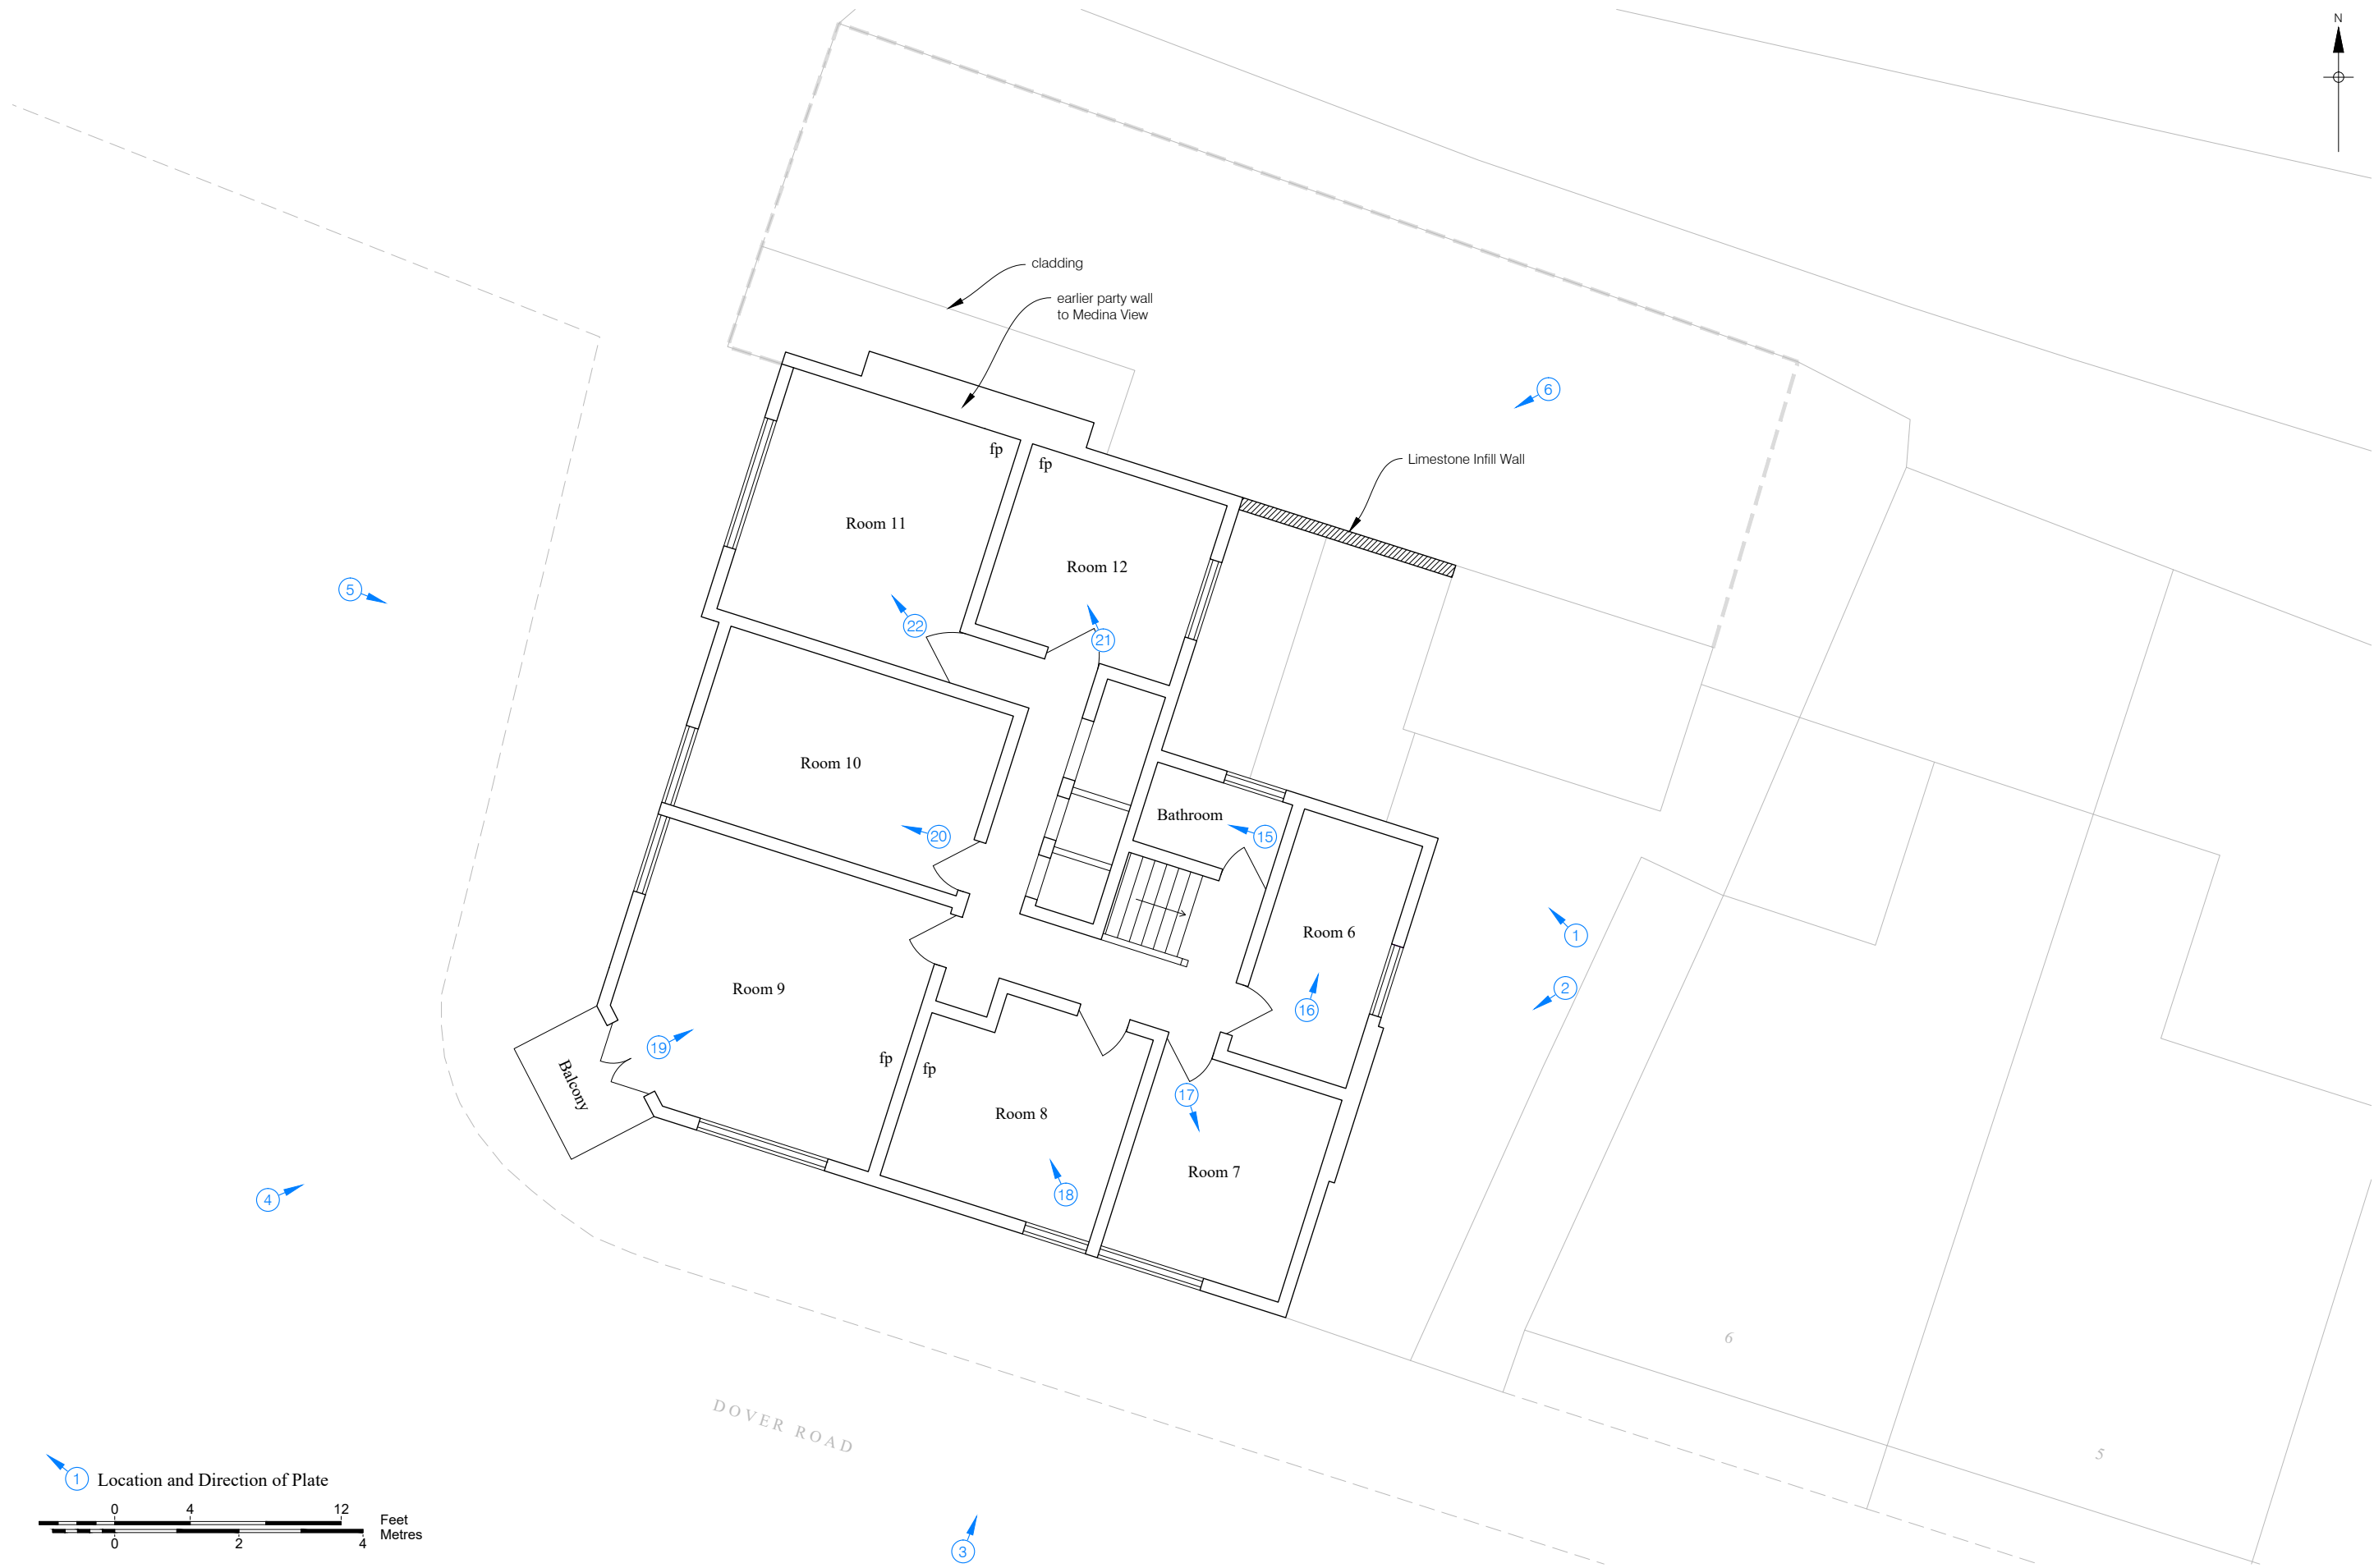 N
cladding
earlier party wall
to Medina View
6
Limestone Infill Wall
fp
fp
Room 11
Room 12
5
22
21
Room 10
Bathroom
15
20
Room 6
1
2
Room 9
16
19
fp
fp
Balcony
17
Room 8
Room 7
18
4
6
DOVER ROAD
5
1
Location and Direction of Plate
0 4 12
Feet
Metres
0 2 4
3